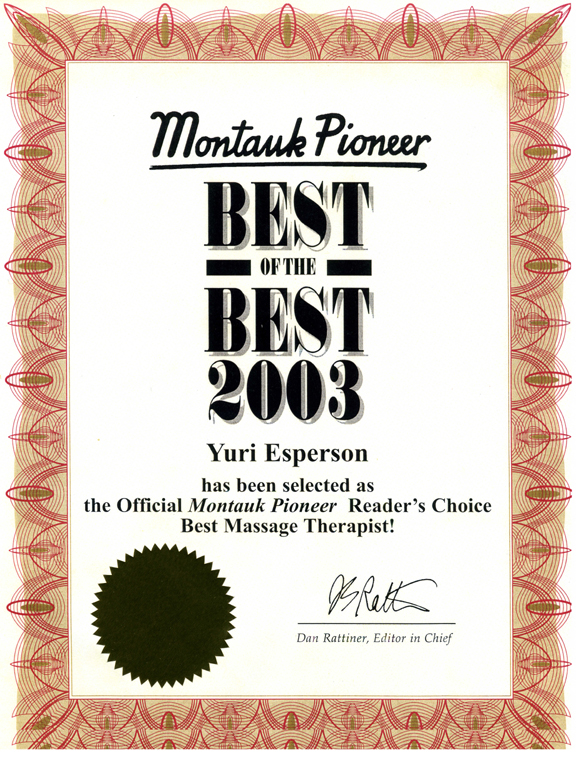 Montauk Pioneer
BEST
OF THE
BEST
2003
Yuri Esperson
has been selected as
the Official Montauk Pioneer Reader's Choice
Best Massage Therapist!
Dan Rattiner, Editor in Chief